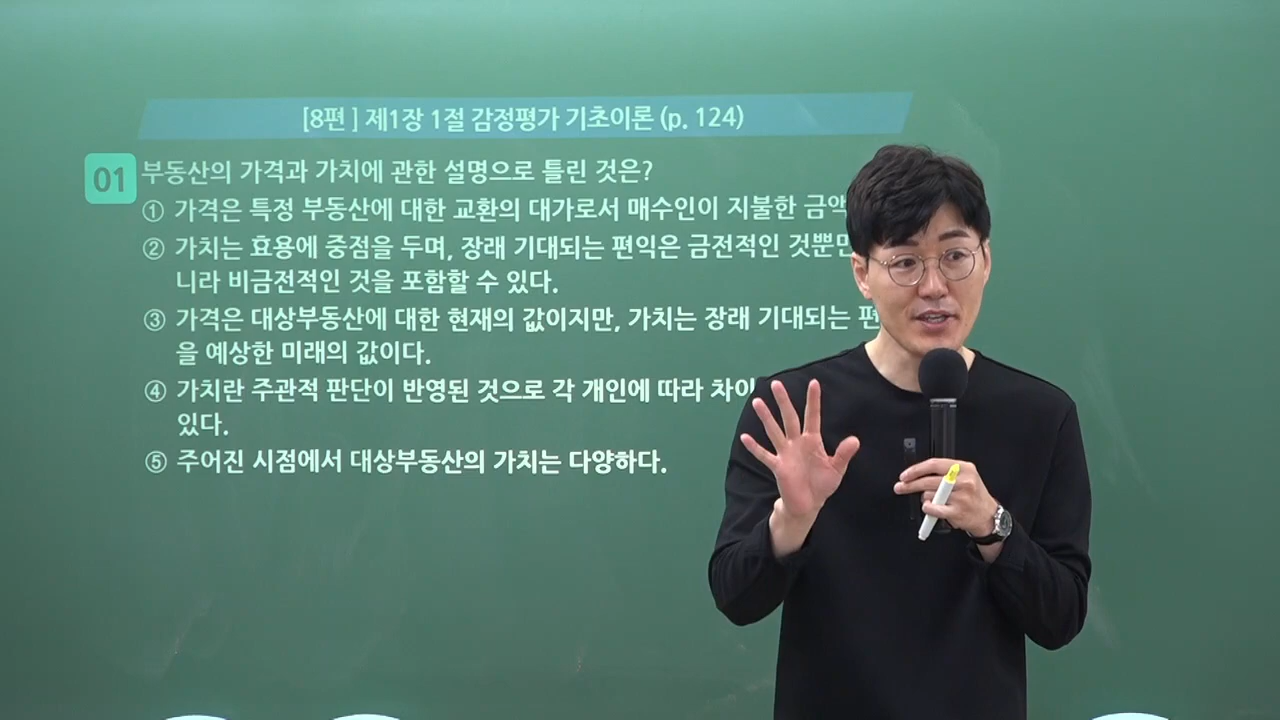 [8편 ] 제1장 1절 감정평가 기초이론 (p. 124)
01 부동산의 가격과 가치에 관한 설명으로 틀린 것은?
① 가격은 특정 부동산에 대한 교환의 대가로서 매수인이 지불한 금액
② 가치는 효용에 중점을 두며, 장래 기대되는 편익은 금전적인 것뿐만
니라 비금전적인 것을 포함할 수 있다.
③ 가격은 대상부동산에 대한 현재의 값이지만, 가치는 장래 기대되는 편
을 예상한 미래의 값이다.
④ 가치란 주관적 판단이 반영된 것으로 각 개인에 따라
있다.
⑤ 주어진 시점에서 대상부동산의 가치는 다양하다.